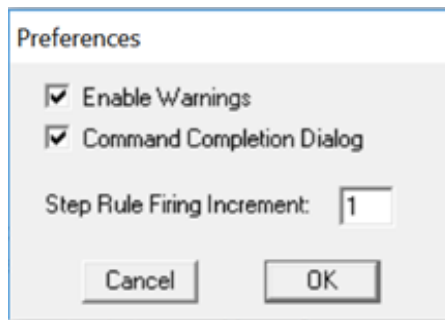 Preferences
Enable Warnings
Command Completion Dialog
Step Rule Firing Increment: 1
Cancel OK